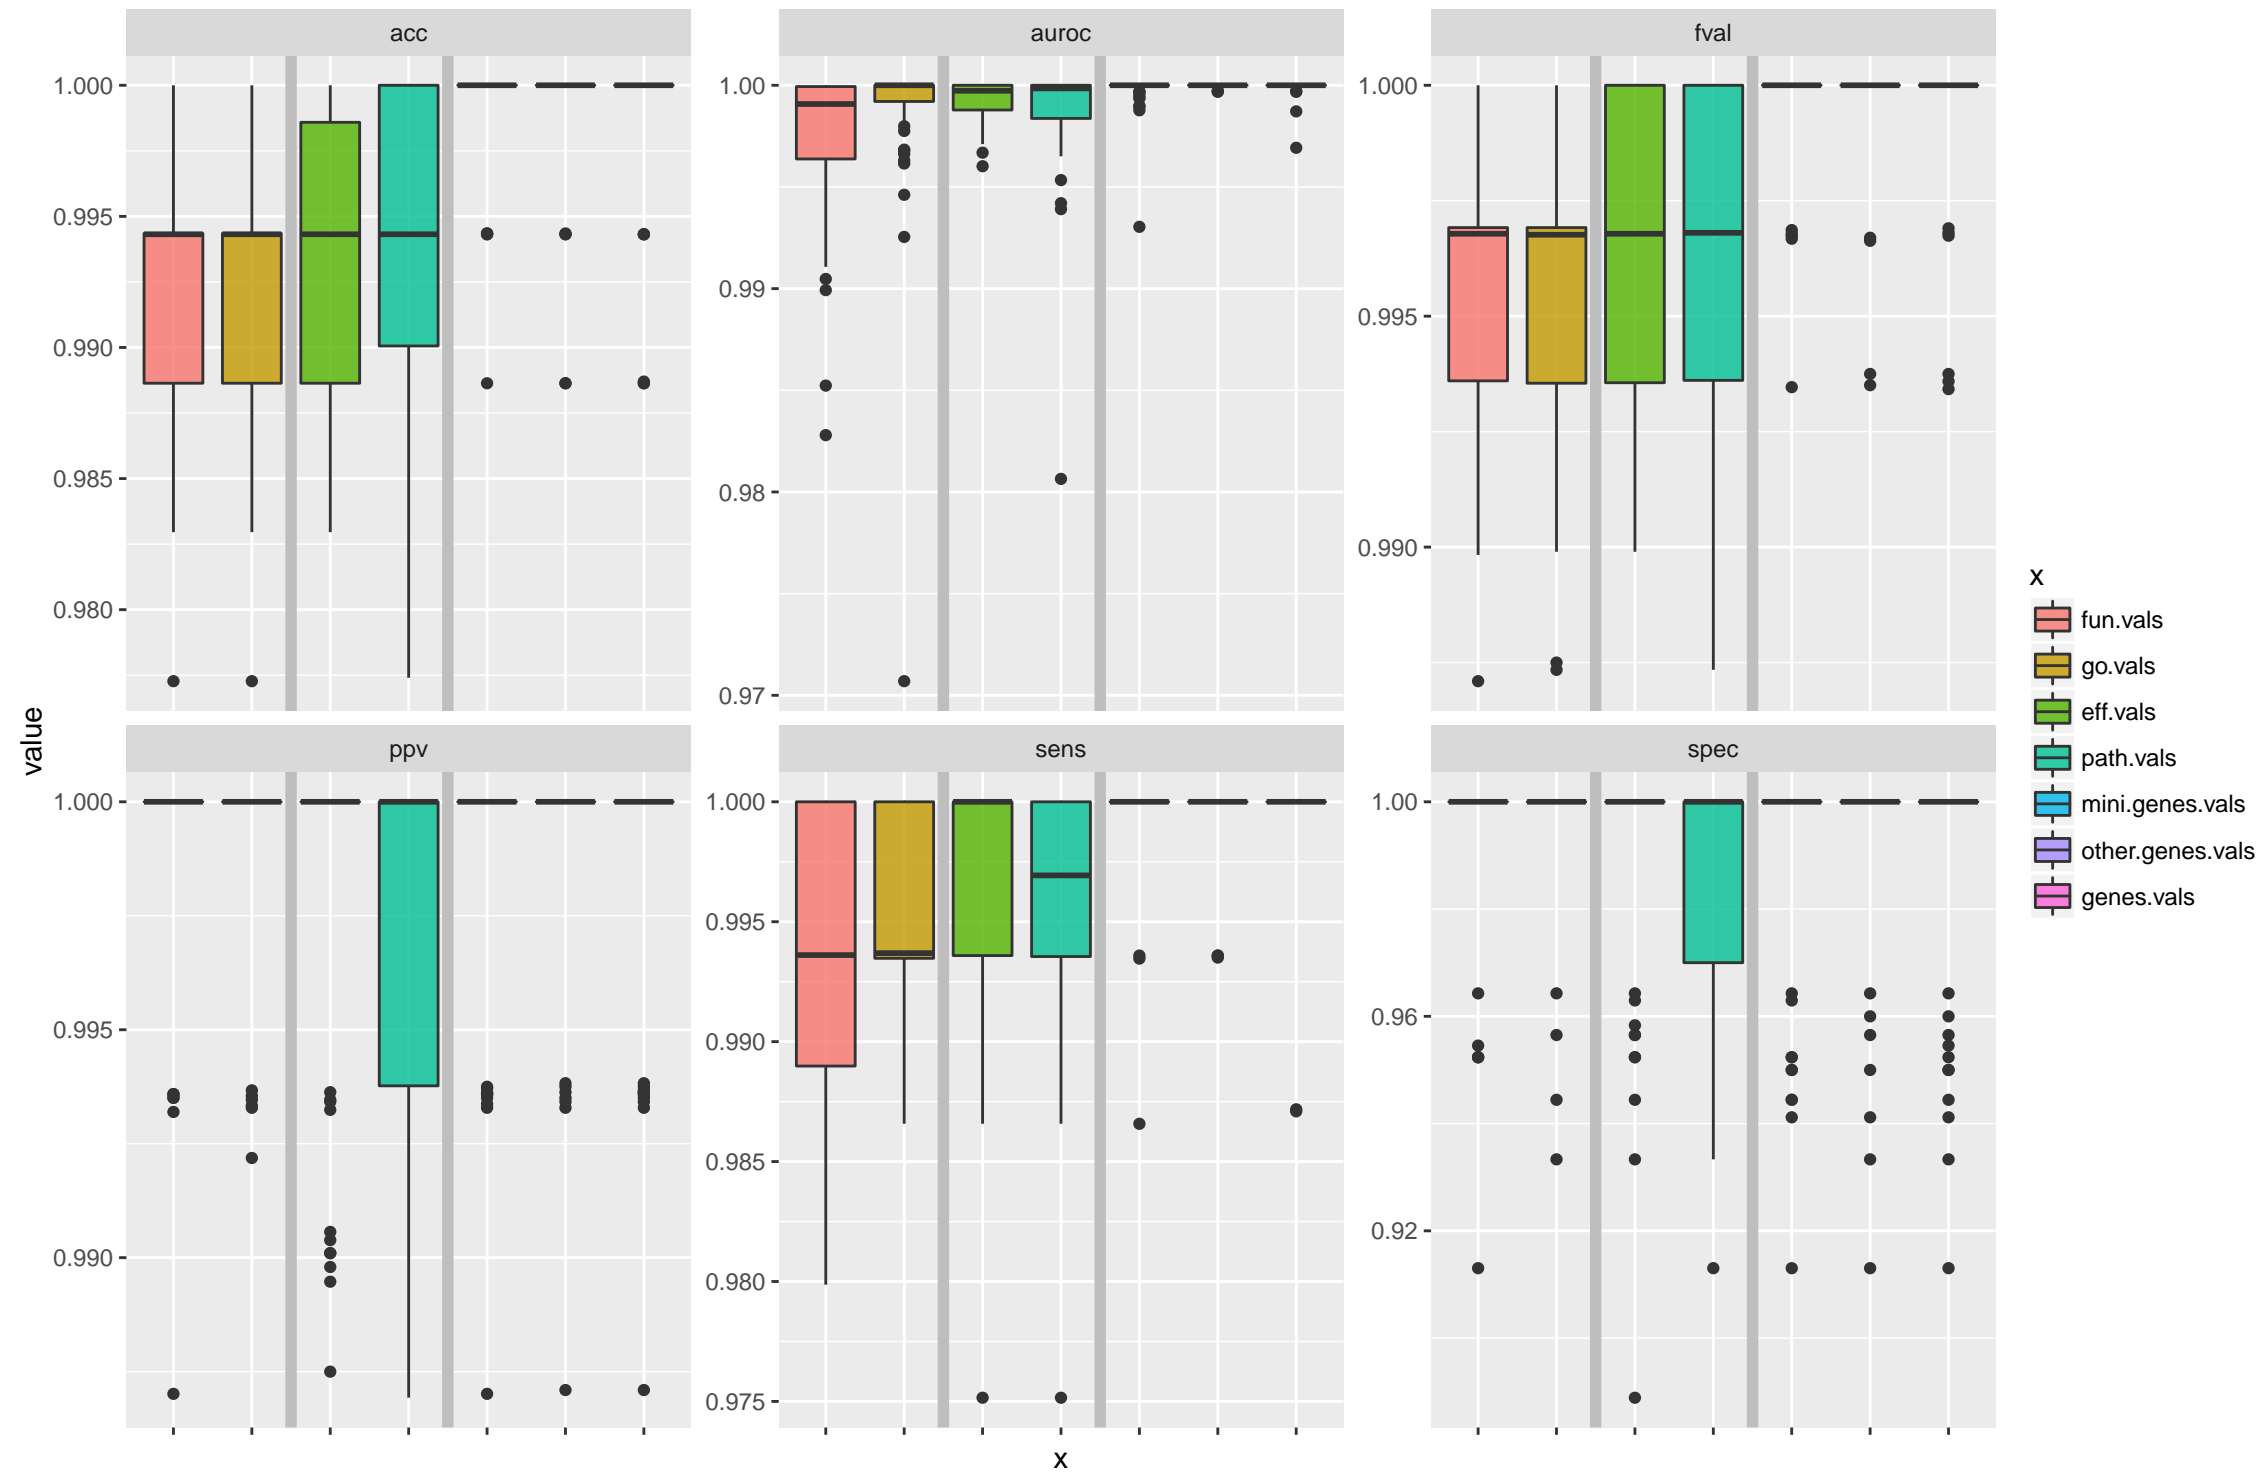 acc
auroc
fval
1.000
0.995
0.990
0.985
0.980
1.00
0.99
0.98
0.97
1.000
0.995
0.990
value
ppv
sens
spec
1.000
0.995
0.990
1.000
0.995
0.990
0.985
0.980
0.975
1.00
0.96
0.92
x
x
fun.vals
go.vals
eff.vals
path.vals
mini.genes.vals
other.genes.vals
genes.vals